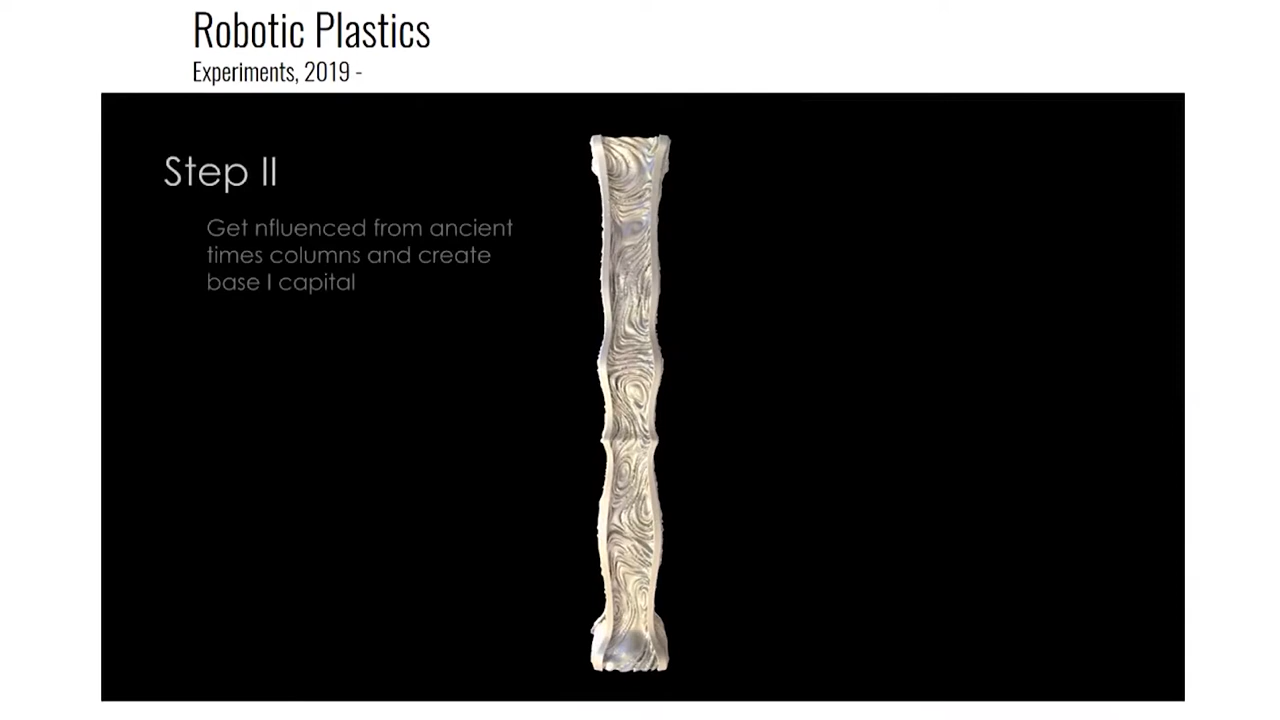 Robotic Plastics
Experiments, 2019 -
Step II
Get nfluenced from ancient
times columns and create
base I capital